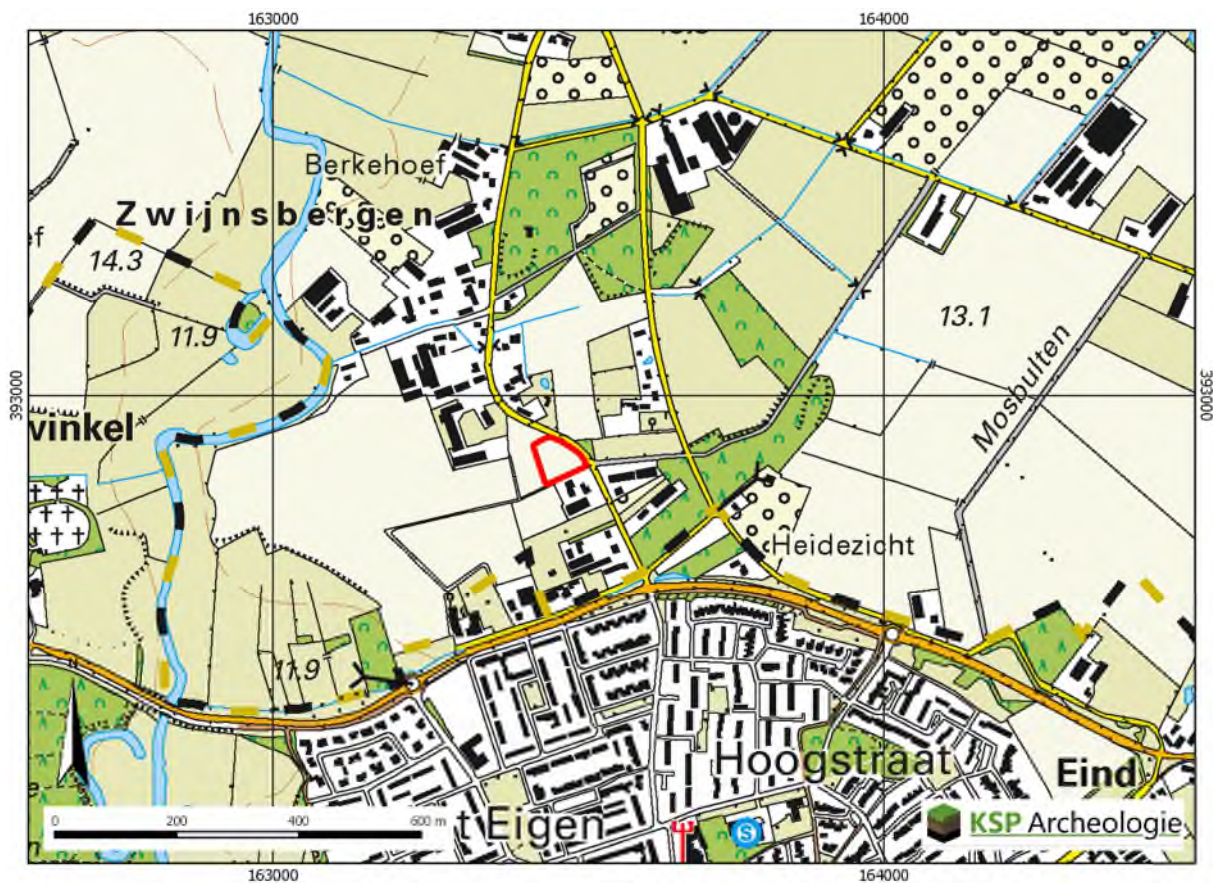 163000
164000
Berkehoef
Zwijnsbergen
14.3
11.9
13.1
Mosbulten
393000
393000
winkel
Heidezicht
11.9
Hoogstraat
Eind
t Eigen
0 200 400 600 m
S
KSP Archeologie
163000
164000